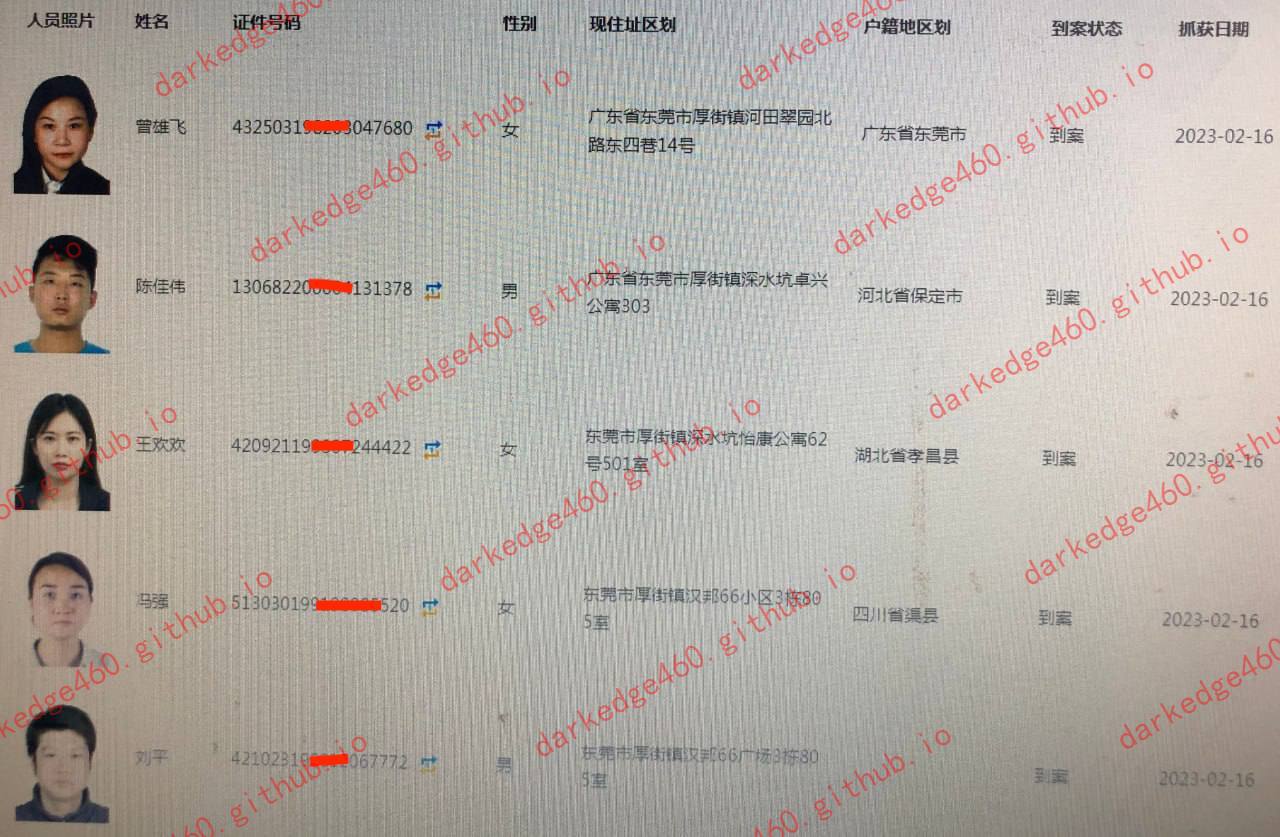 人员照片 姓名 证件号码 性别 现住址区划 户籍地区划 到案状态 抓获日期
曾雄飞 4325031 3047680 女 广东省东莞市厚街镇河田翠园北 广东省东莞市 到案 2023-02-16
路东四巷14号
陈佳伟 1306822 131378 男 广东省东莞市厚街镇深水坑卓兴 河北省保定市 到案 2023-02-16
公寓303
王欢欢 42092119 244422 女 东莞市厚街镇深水坑怡康公寓62 湖北省孝昌县 到案 2023-02-16
号501室
冯强 513030199 520 女 东莞市厚街镇汉邦66小区3栋80 四川省渠县 到案 2023-02-16
5室
刘平 4210231 067772 男 东莞市厚街镇汉邦66广场3栋80 到案 2023-02-16
5室
darkedge460.github.io